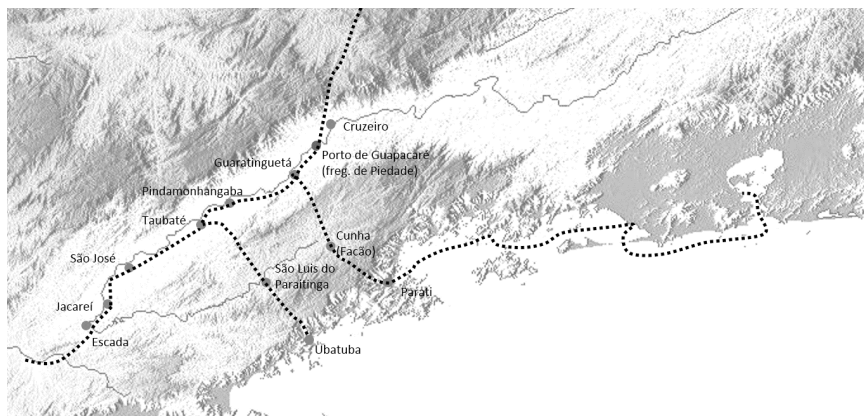 Cruzeiro
Guaratinguetá
Porto de Guapacaré
(freg. de Piedade)
Pindamonhangaba
Taubaté
Cunha
(Facão)
São José
São Luis do
Paraitinga
Parati
Jacareí
Escada
Ubatuba